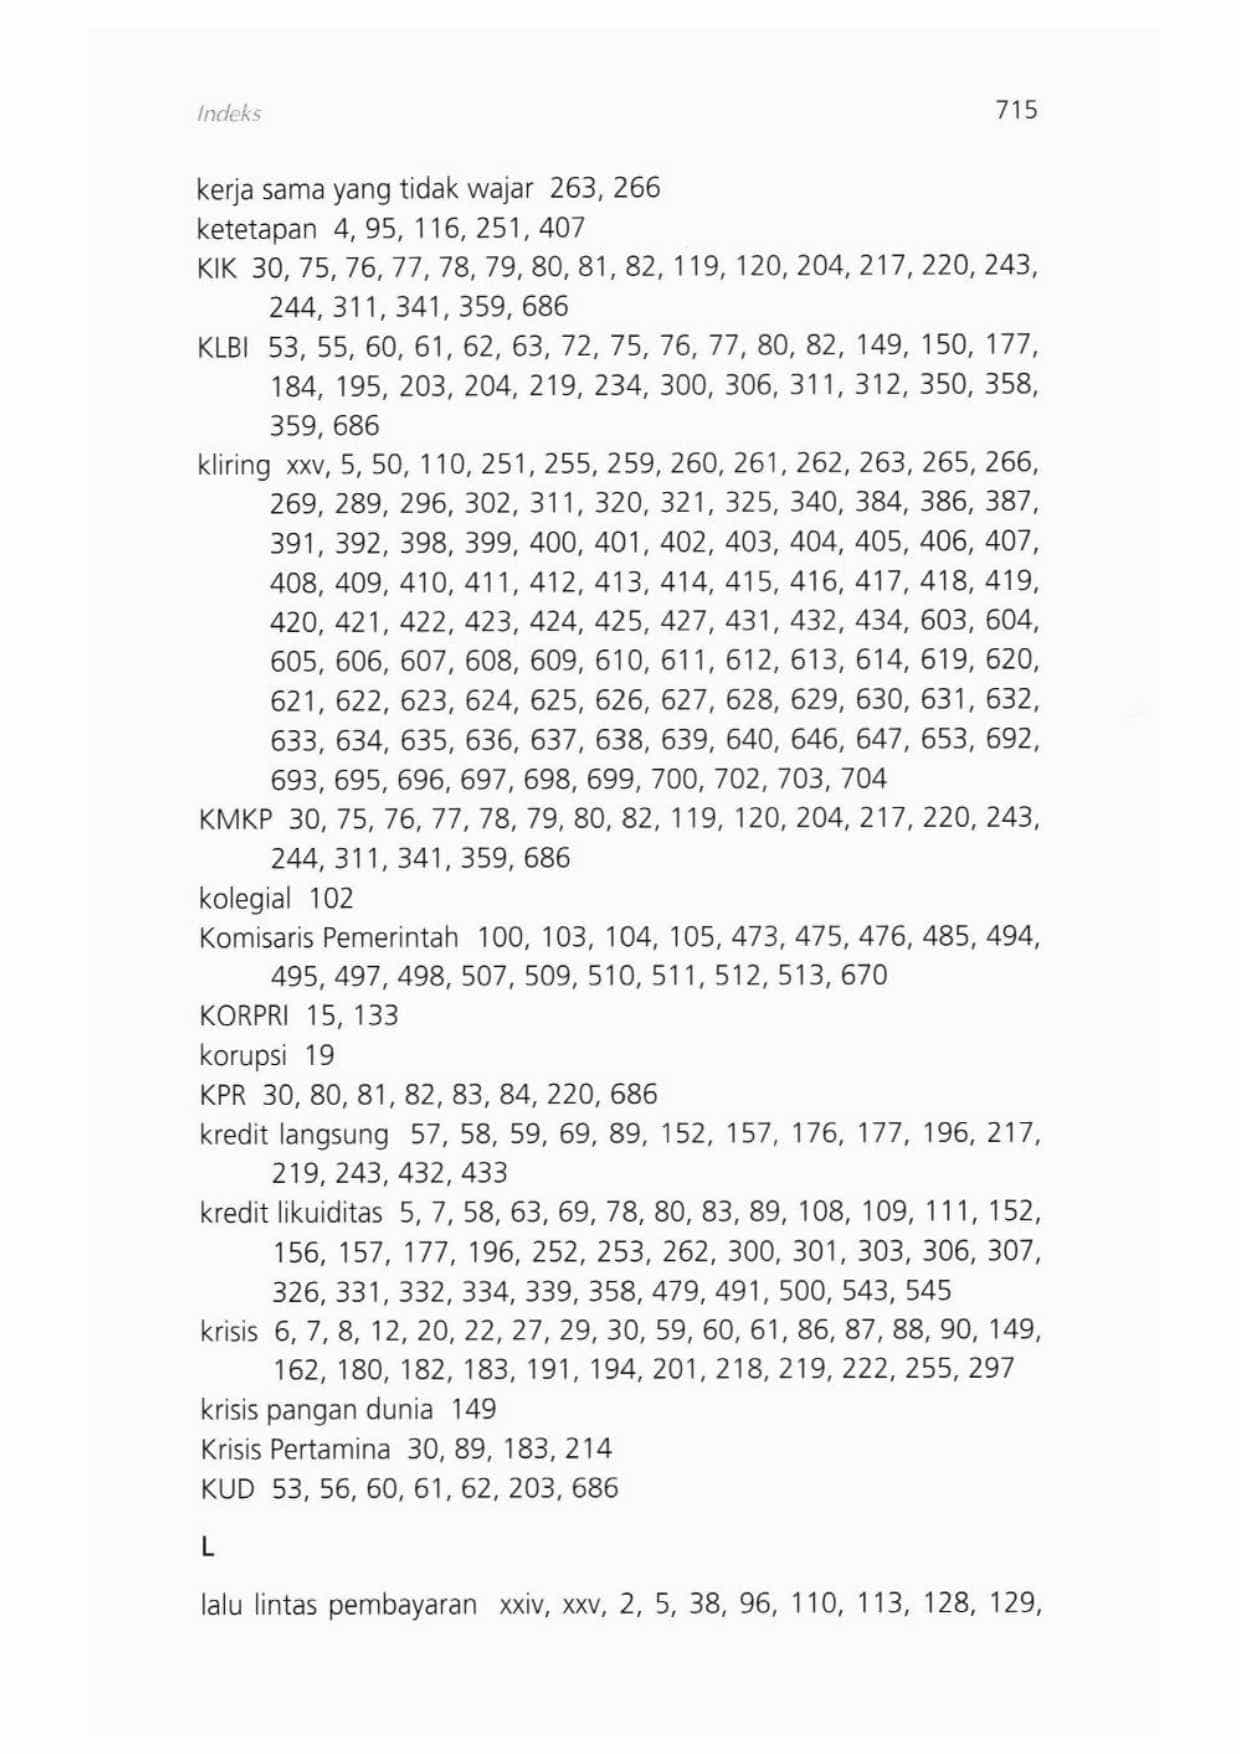 Indeks 715
kerja sama yang tidak wajar 263, 266
ketetapan 4, 95, 116, 251, 407
KIK 30, 75, 76, 77, 78, 79, 80, 81, 82, 119, 120, 204, 217, 220, 243,
244, 311, 341, 359, 686
KLBI 53, 55, 60, 61, 62, 63, 72, 75, 76, 77, 80, 82, 149, 150, 177,
184, 195, 203, 204, 219, 234, 300, 306, 311, 312, 350, 358,
359, 686
kliring xxv, 5, 50, 110, 251, 255, 259, 260, 261, 262, 263, 265, 266,
269, 289, 296, 302, 311, 320, 321, 325, 340, 384, 386, 387,
391, 392, 398, 399, 400, 401, 402, 403, 404, 405, 406, 407,
408, 409, 410, 411, 412, 413, 414, 415, 416, 417, 418, 419,
420, 421, 422, 423, 424, 425, 427, 431, 432, 434, 603, 604,
605, 606, 607, 608, 609, 610, 611, 612, 613, 614, 619, 620,
621, 622, 623, 624, 625, 626, 627, 628, 629, 630, 631, 632,
633, 634, 635, 636, 637, 638, 639, 640, 646, 647, 653, 692,
693, 695, 696, 697, 698, 699, 700, 702, 703, 704
KMKP 30, 75, 76, 77, 78, 79, 80, 82, 119, 120, 204, 217, 220, 243,
244, 311, 341, 359, 686
kolegial 102
Komisaris Pemerintah 100, 103, 104, 105, 473, 475, 476, 485, 494,
495, 497, 498, 507, 509, 510, 511, 512, 513, 670
KORPRI 15, 133
korupsi 19
KPR 30, 80, 81, 82, 83, 84, 220, 686
kredit langsung 57, 58, 59, 69, 89, 152, 157, 176, 177, 196, 217,
219, 243, 432, 433
kredit likuiditas 5, 7, 58, 63, 69, 78, 80, 83, 89, 108, 109, 111, 152,
156, 157, 177, 196, 252, 253, 262, 300, 301, 303, 306, 307,
326, 331, 332, 334, 339, 358, 479, 491, 500, 543, 545
krisis 6, 7, 8, 12, 20, 22, 27, 29, 30, 59, 60, 61, 86, 87, 88, 90, 149,
162, 180, 182, 183, 191, 194, 201, 218, 219, 222, 255, 297
krisis pangan dunia 149
Krisis Pertamina 30, 89, 183, 214
KUD 53, 56, 60, 61, 62, 203, 686
L
lalu lintas pembayaran xxiv, xxv, 2, 5, 38, 96, 110, 113, 128, 129,